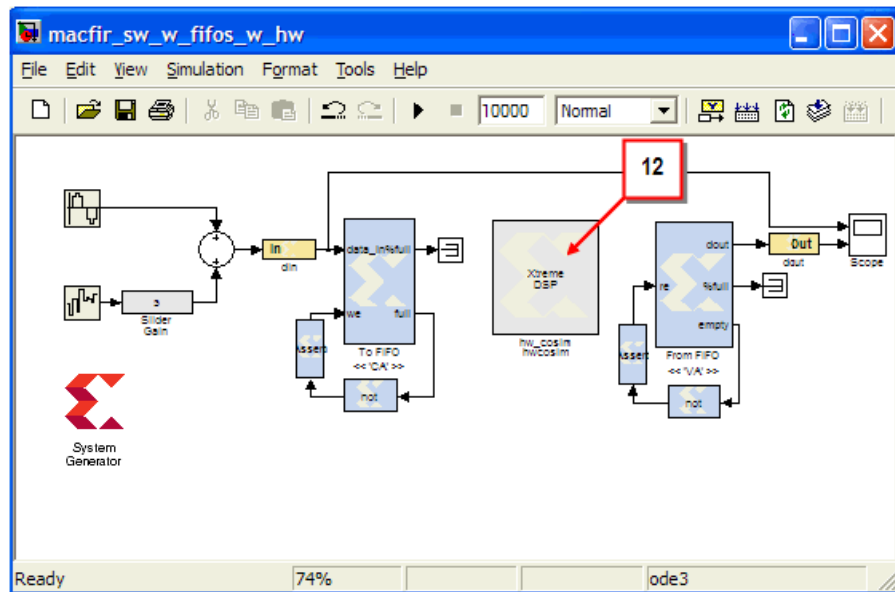 macfir_sw_w_fifos_w_hw
File Edit View Simulation Format Tools Help
10000 Normal
12
In
din
data_in
%full
we
full
To FIFO
<< 'CA' >>
Assert
not
s
Slider
Gain
Xtreme
DSP
hw_cosim
hwcosim
re
dout
%full
empty
From FIFO
<< 'VA' >>
Assert
not
Out
dout
Scope
System
Generator
Ready 74% ode3